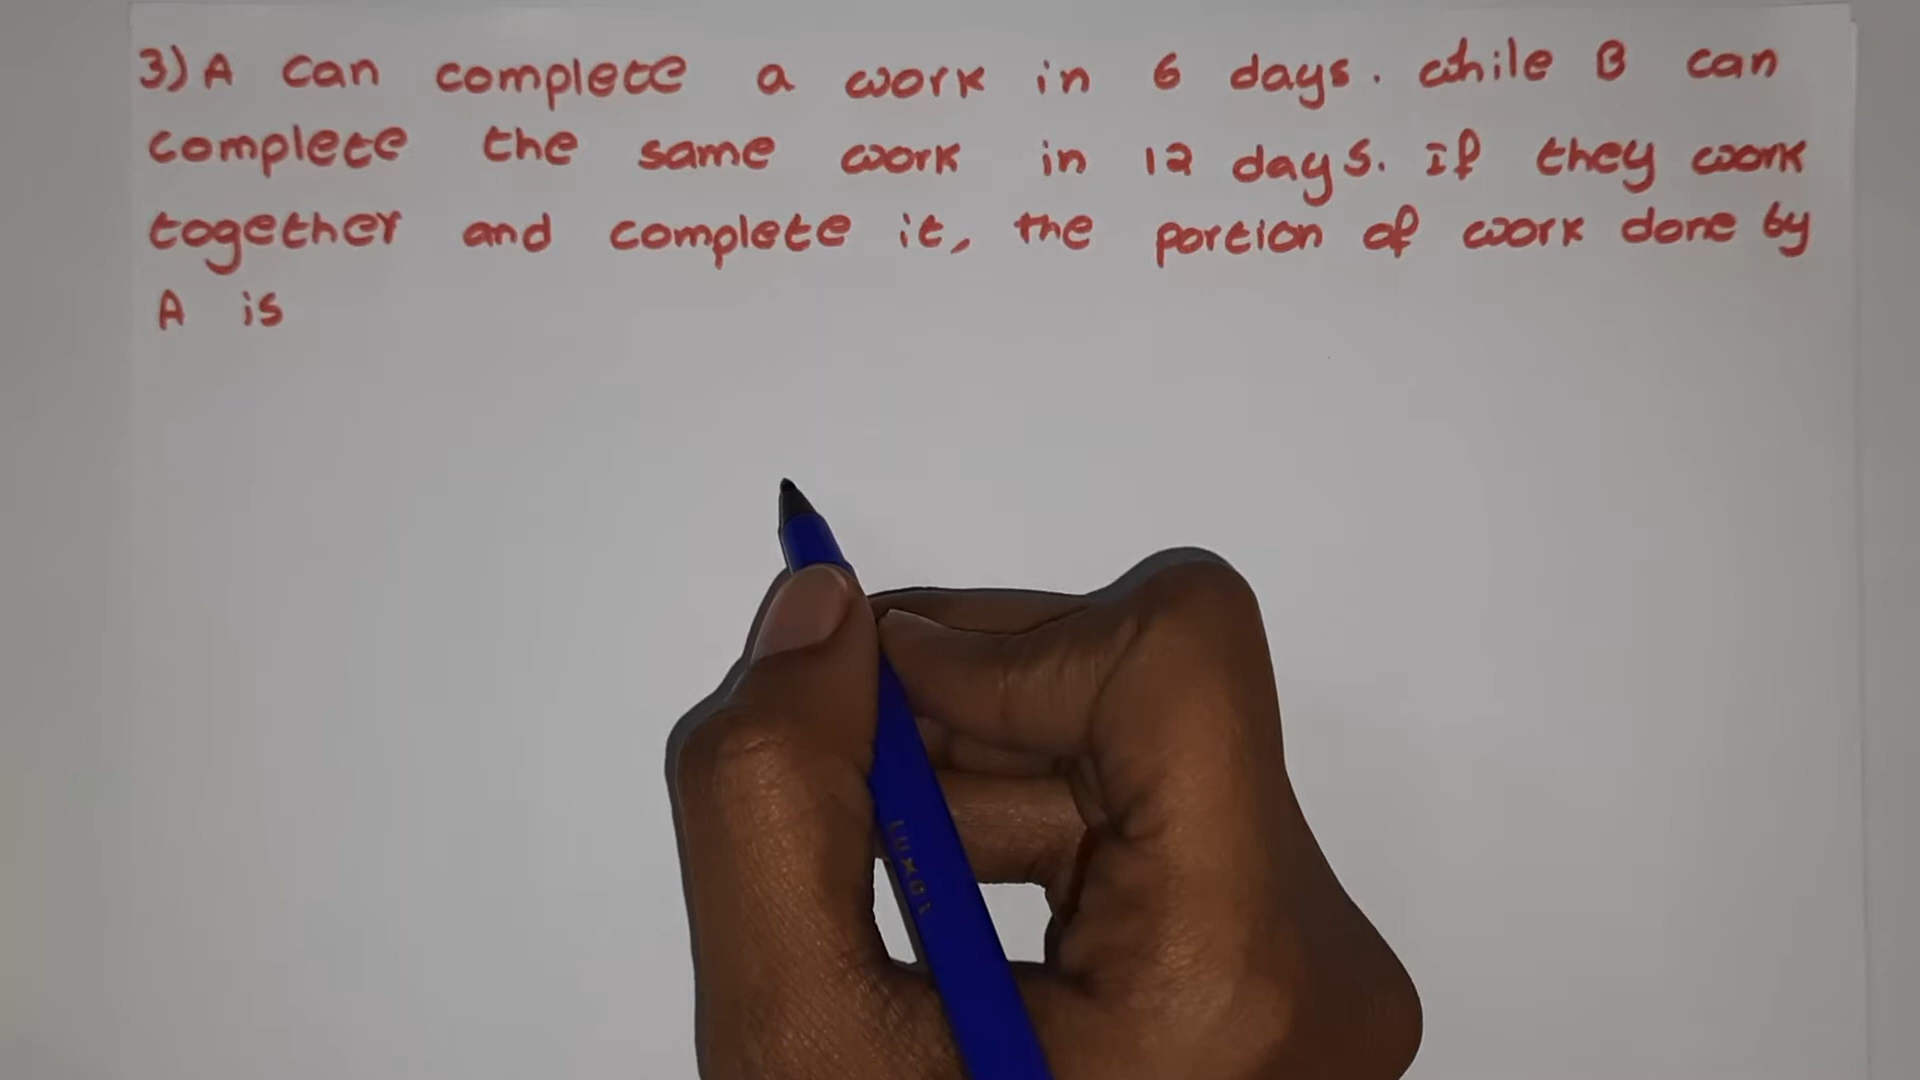 3) A can complete a work in 6 days. while B can
complete the same work in 12 days. If they work
together and complete it, the portion of work done by
A is
LUXOR